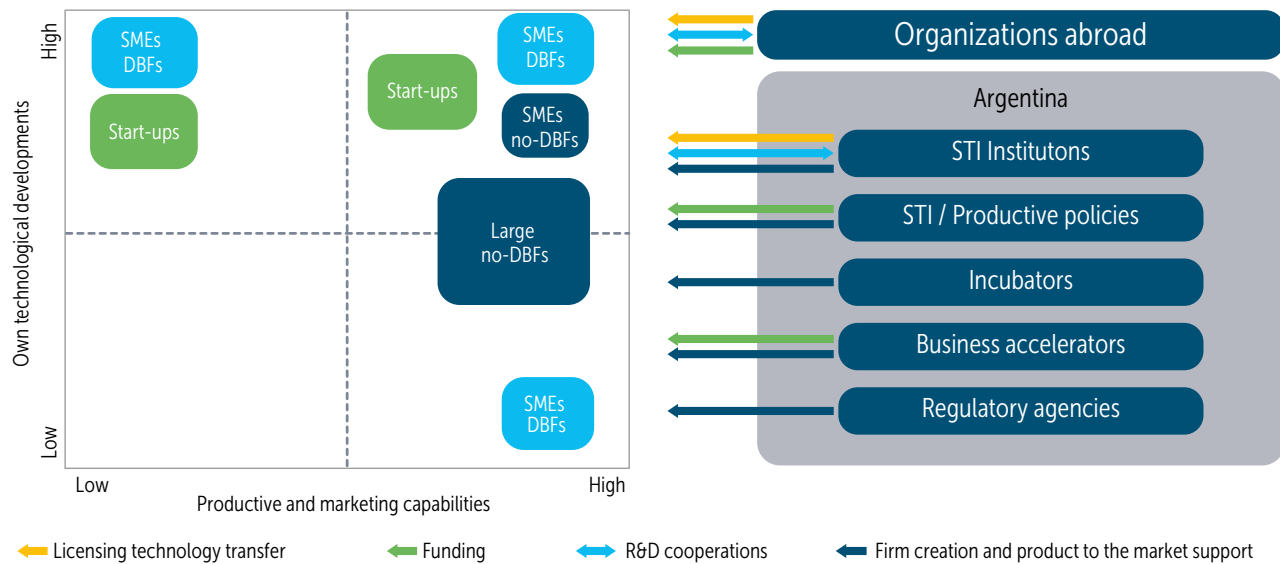 High
Own technological developments
Low
SMEs
DBFs
Start-ups
Start-ups
SMEs
DBFs
SMEs
no-DBFs
Large
no-DBFs
SMEs
DBFs
Low
High
Productive and marketing capabilities
Organizations abroad
Argentina
STI Institutons
STI / Productive policies
Incubators
Business accelerators
Regulatory agencies
Licensing technology transfer
Funding
R&D cooperations
Firm creation and product to the market support